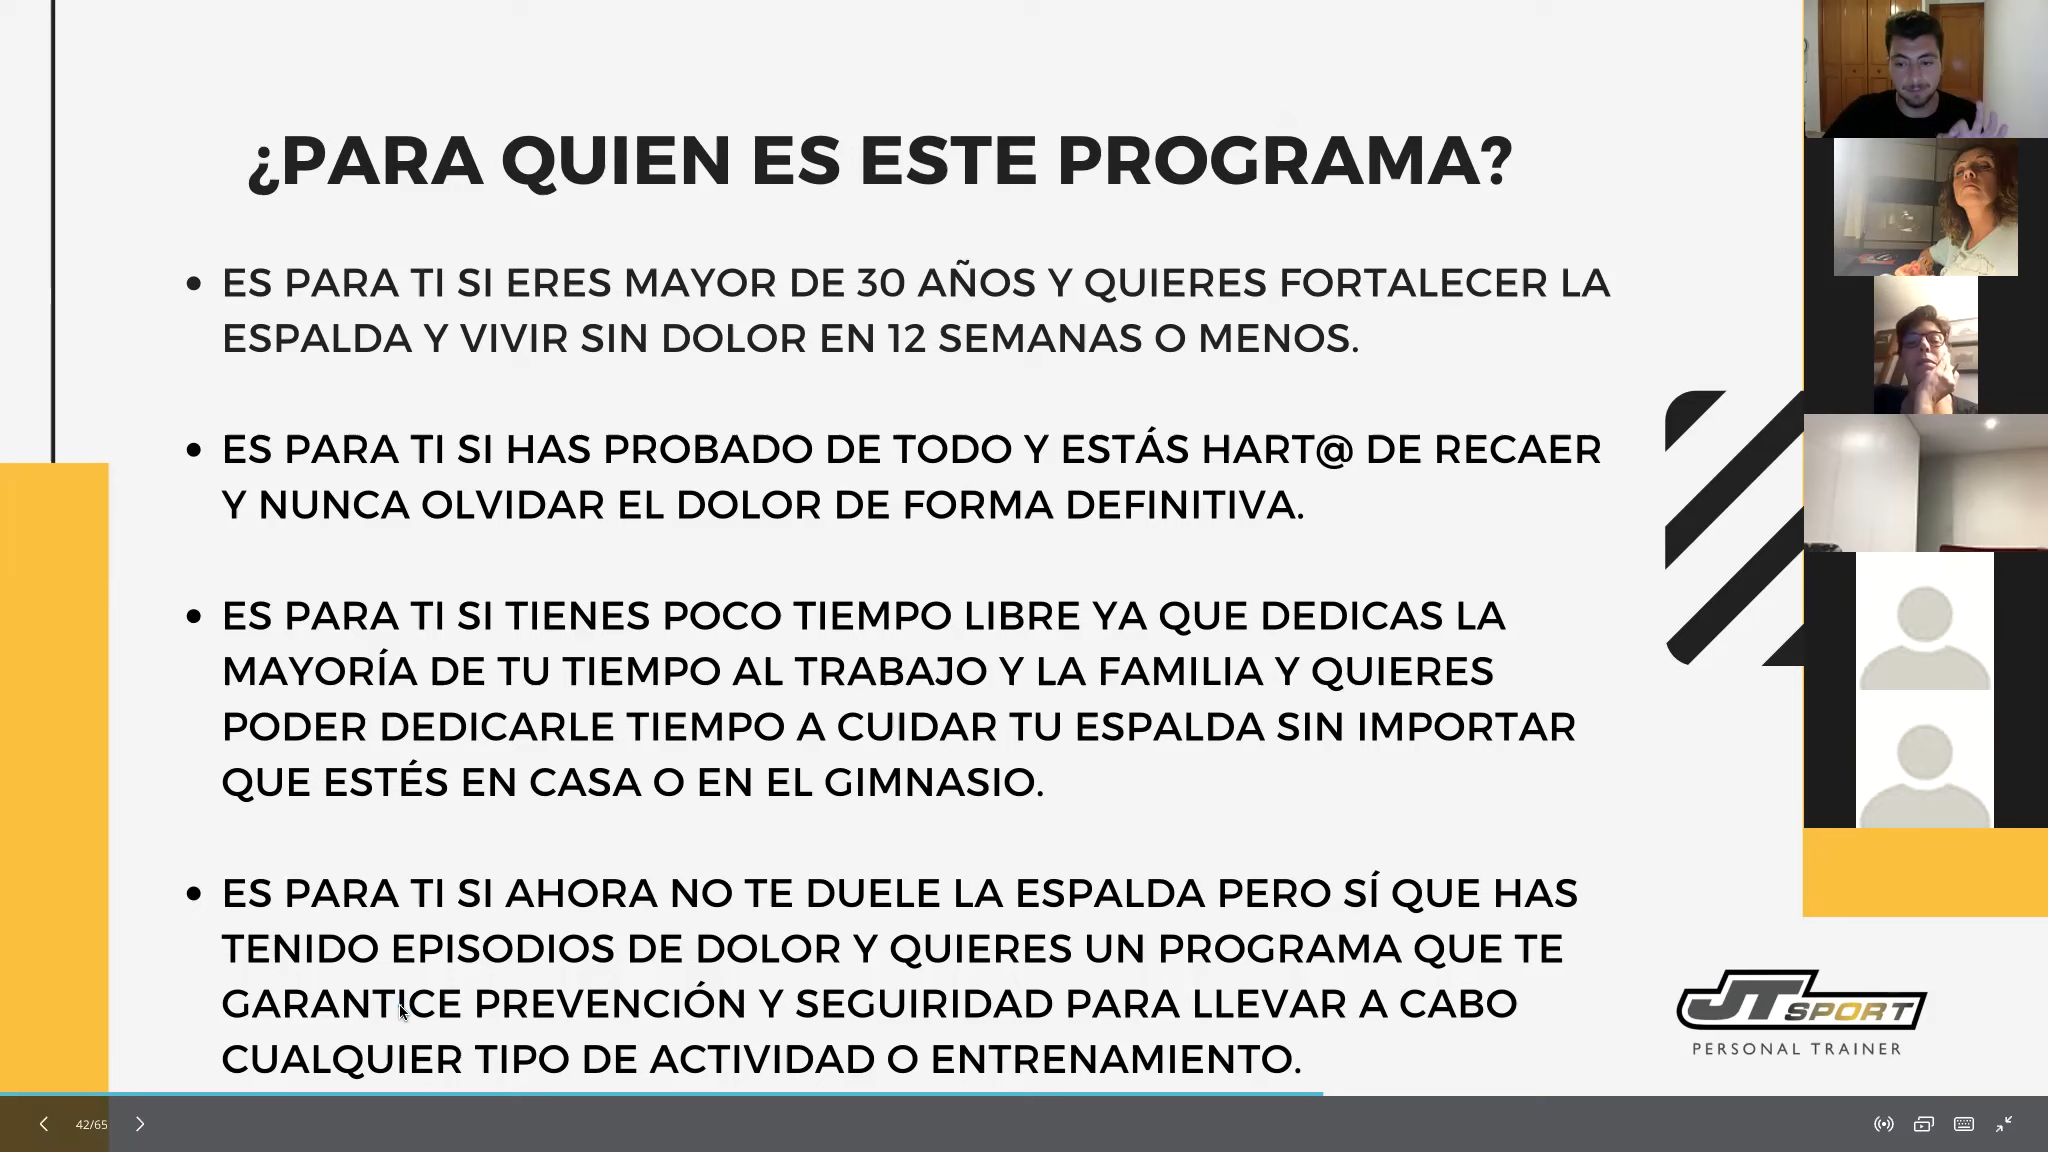 ¿PARA QUIEN ES ESTE PROGRAMA?
• ES PARA TI SI ERES MAYOR DE 30 AÑOS Y QUIERES FORTALECER LA
ESPALDA Y VIVIR SIN DOLOR EN 12 SEMANAS O MENOS.
• ES PARA TI SI HAS PROBADO DE TODO Y ESTÁS HART@ DE RECAER
Y NUNCA OLVIDAR EL DOLOR DE FORMA DEFINITIVA.
• ES PARA TI SI TIENES POCO TIEMPO LIBRE YA QUE DEDICAS LA
MAYORÍA DE TU TIEMPO AL TRABAJO Y LA FAMILIA Y QUIERES
PODER DEDICARLE TIEMPO A CUIDAR TU ESPALDA SIN IMPORTAR
QUE ESTÉS EN CASA O EN EL GIMNASIO.
• ES PARA TI SI AHORA NO TE DUELE LA ESPALDA PERO SÍ QUE HAS
TENIDO EPISODIOS DE DOLOR Y QUIERES UN PROGRAMA QUE TE
GARANTICE PREVENCIÓN Y SEGUIRIDAD PARA LLEVAR A CABO
CUALQUIER TIPO DE ACTIVIDAD O ENTRENAMIENTO.
JT SPORT
PERSONAL TRAINER
42/65